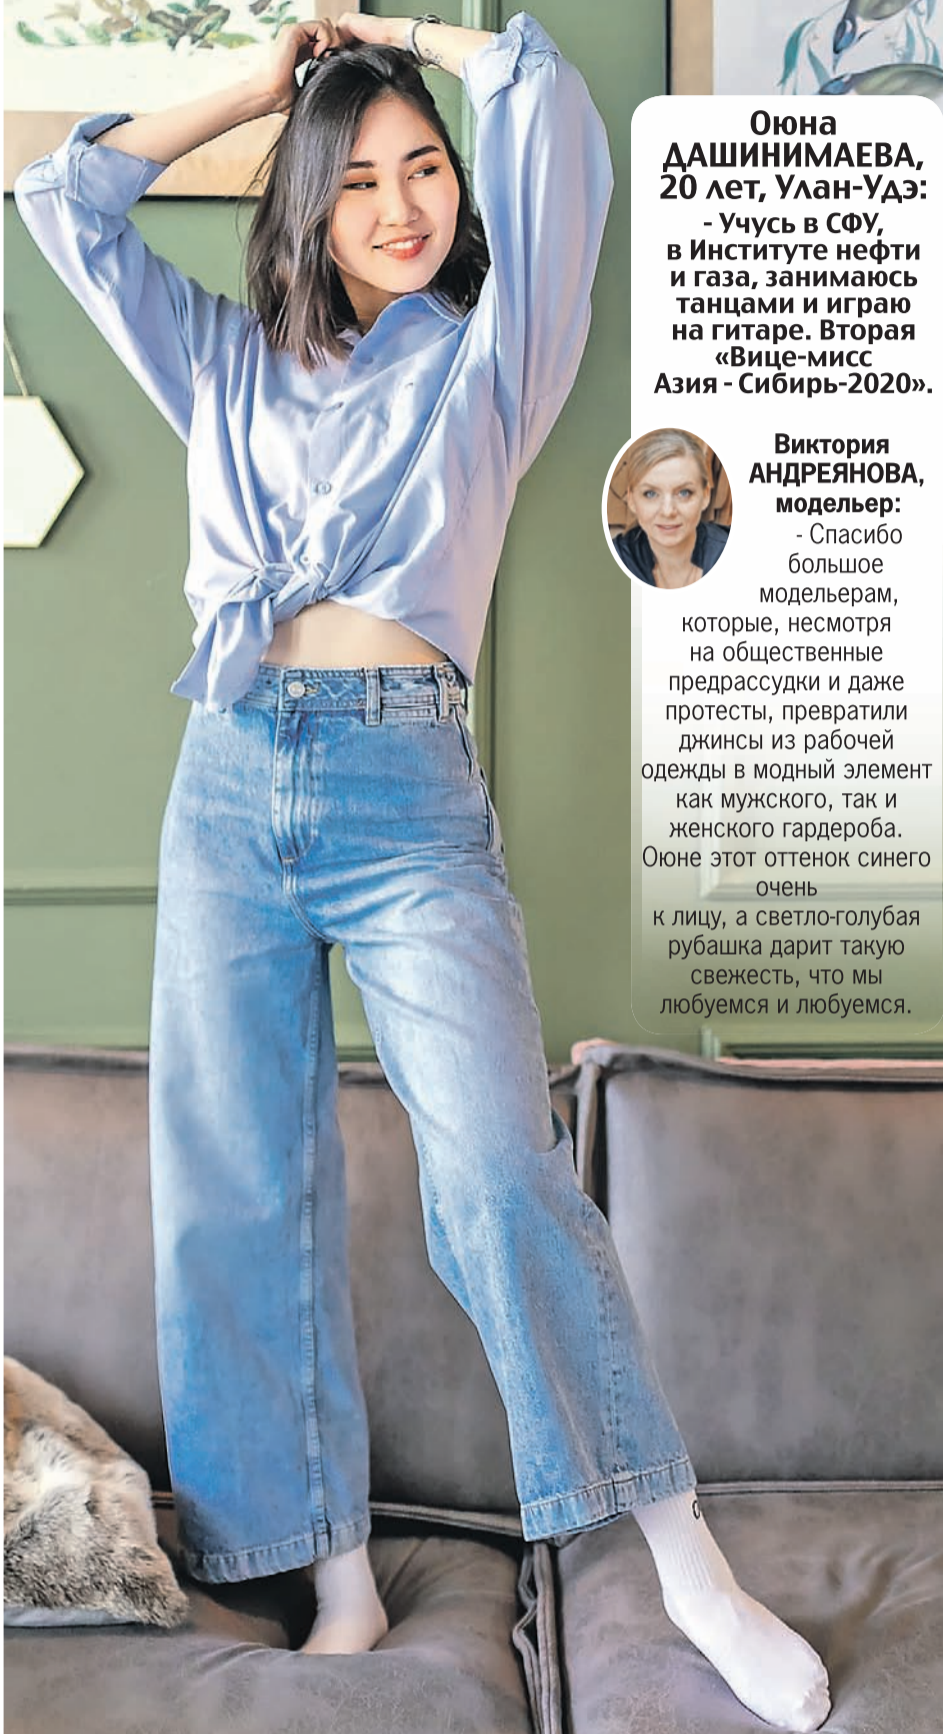 Оюна
ДАШИНИМАЕВА,
20 лет, Улан-Удэ:
- Учусь в СФУ,
в Институте нефти
и газа, занимаюсь
танцами и играю
на гитаре. Вторая
«Вице-мисс
Азия - Сибирь-2020».
Виктория
АНДРЕЯНОВА,
модельер:
- Спасибо
большое
модельерам,
которые, несмотря
на общественные
предрассудки и даже
протесты, превратили
джинсы из рабочей
одежды в модный элемент
как мужского, так и
женского гардероба.
Оюне этот оттенок синего
очень
к лицу, а светло-голубая
рубашка дарит такую
свежесть, что мы
любуемся и любуемся.